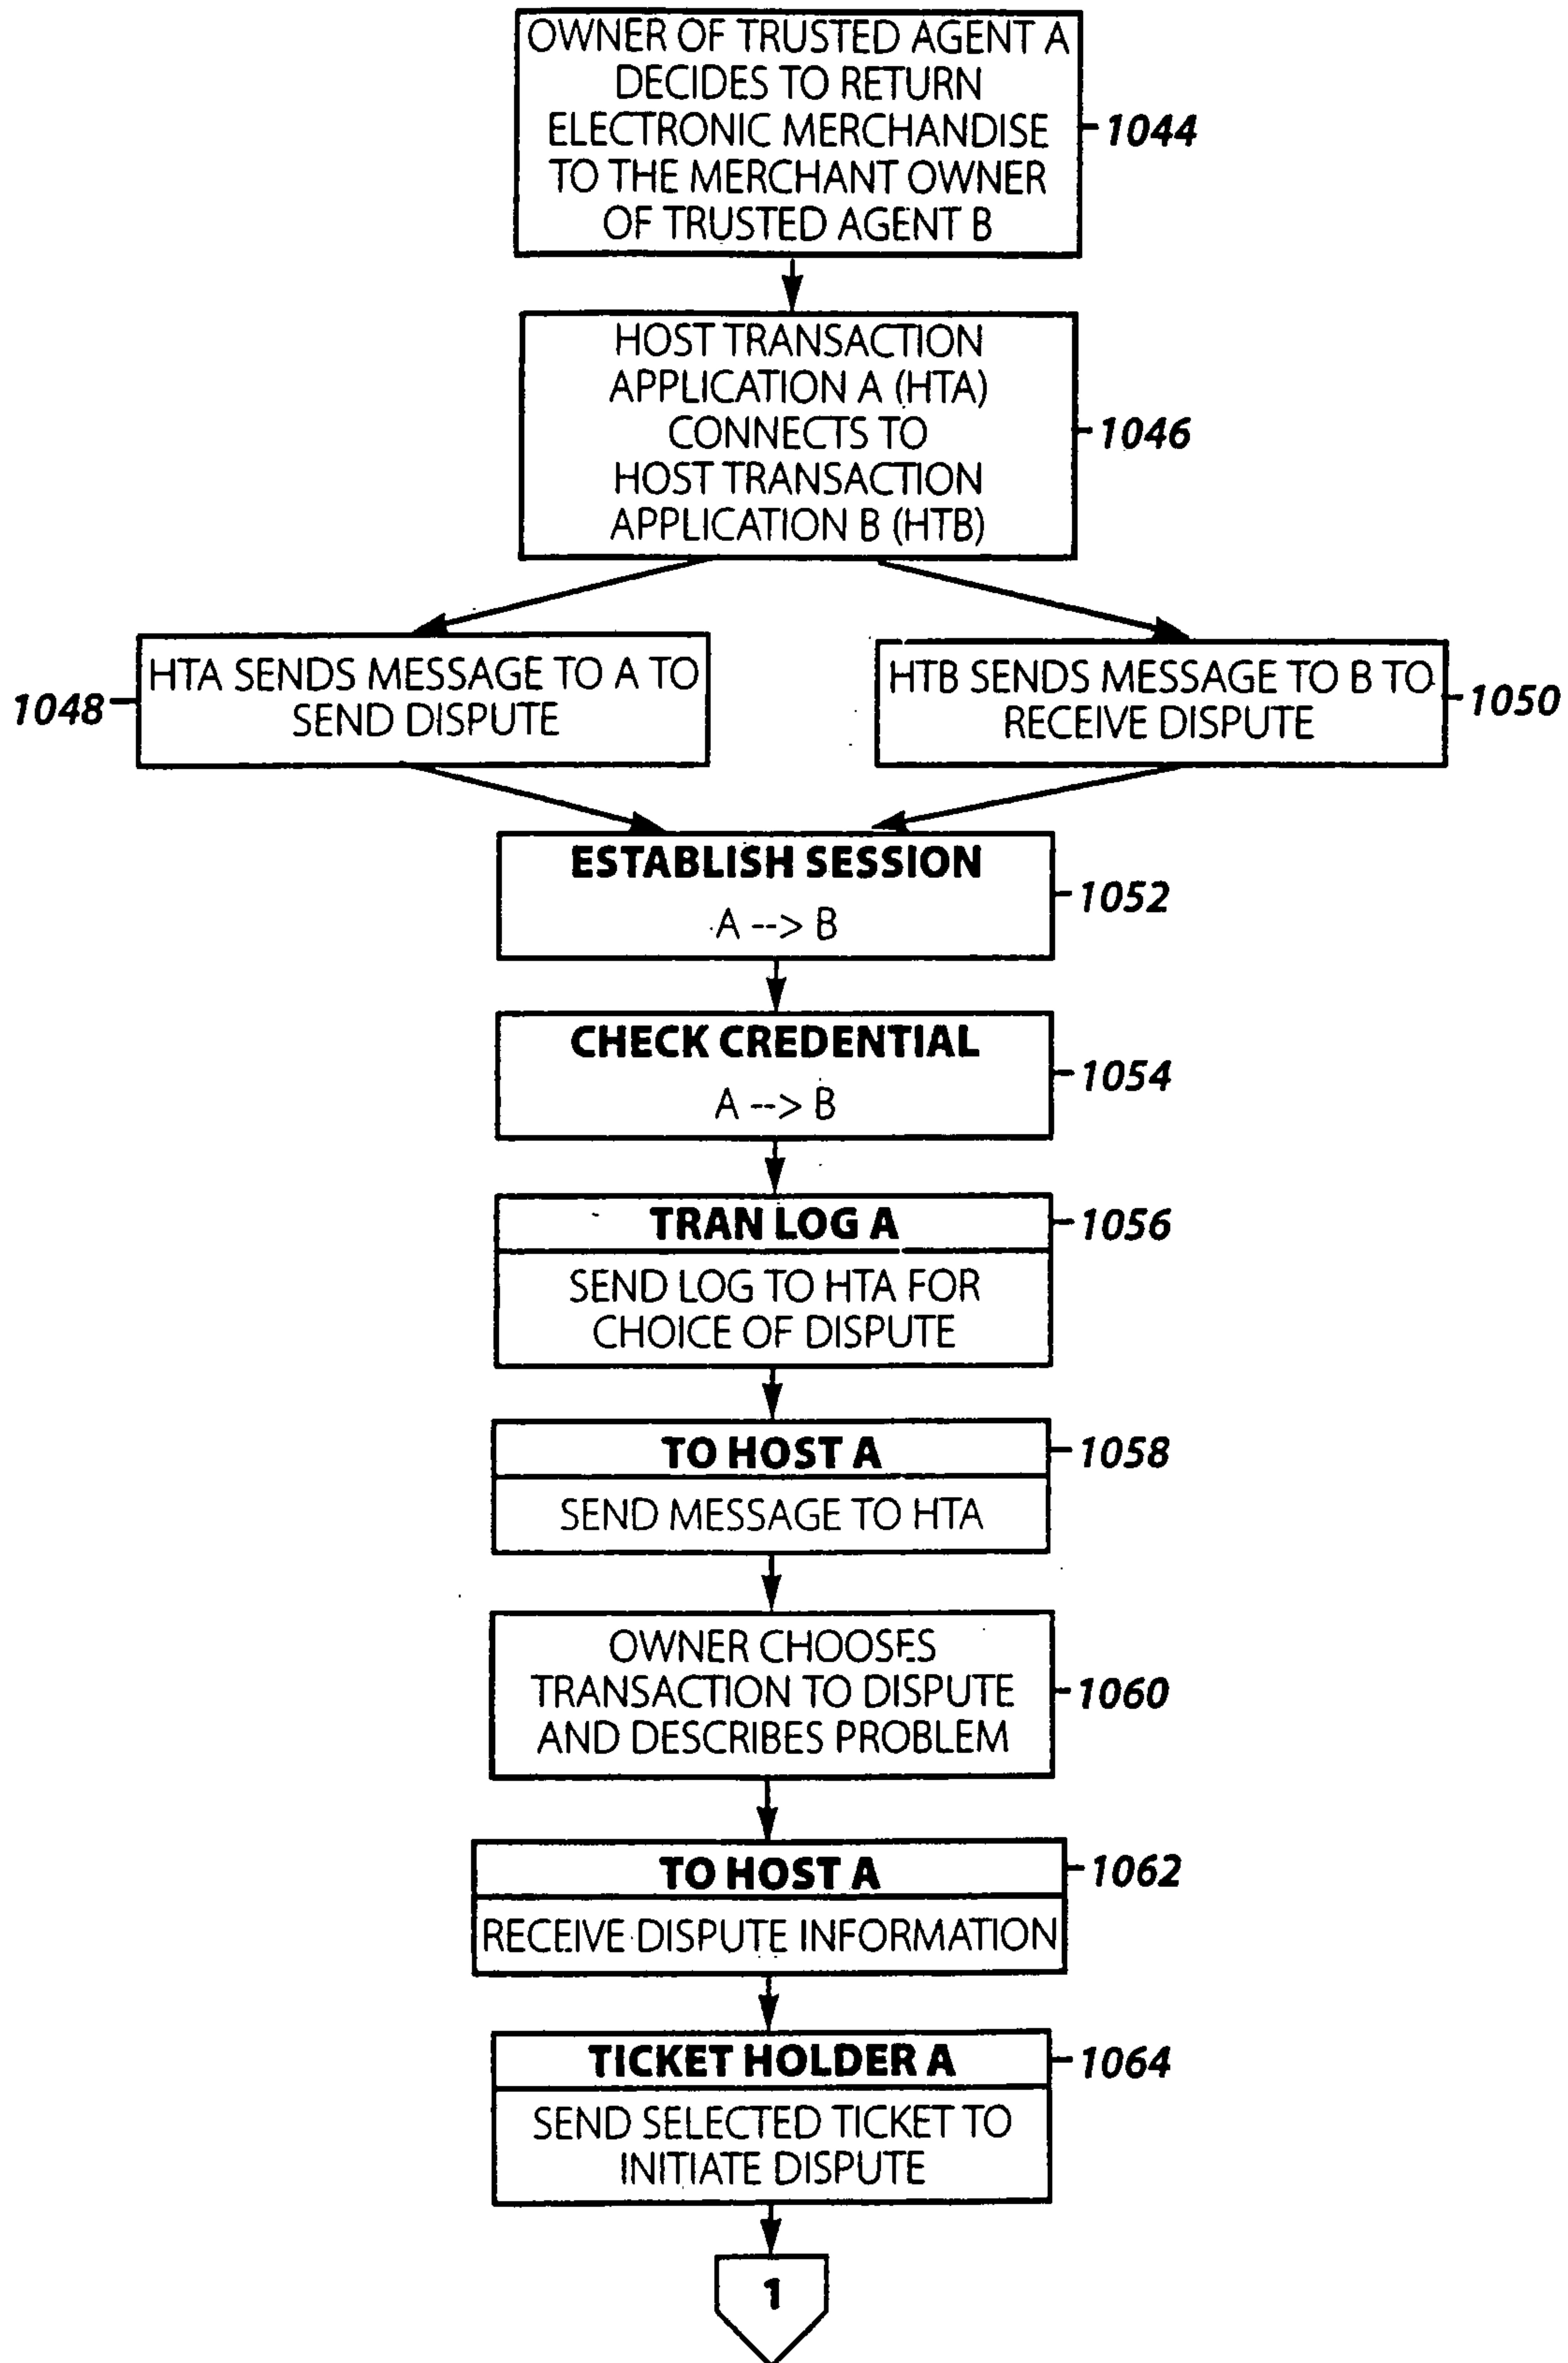 OWNER OF TRUSTED AGENT A
DECIDES TO RETURN
ELECTRONIC MERCHANDISE
TO THE MERCHANT OWNER
OF TRUSTED AGENT B
1044
HOST TRANSACTION
APPLICATION A (HTA)
CONNECTS TO
HOST TRANSACTION
APPLICATION B (HTB)
1046
1048
HTA SENDS MESSAGE TO A TO
SEND DISPUTE
HTB SENDS MESSAGE TO B TO
RECEIVE DISPUTE
1050
ESTABLISH SESSION
A --> B
1052
CHECK CREDENTIAL
A --> B
1054
TRAN LOG A
1056
SEND LOG TO HTA FOR
CHOICE OF DISPUTE
TO HOST A
1058
SEND MESSAGE TO HTA
OWNER CHOOSES
TRANSACTION TO DISPUTE
AND DESCRIBES PROBLEM
1060
TO HOST A
1062
RECEIVE DISPUTE INFORMATION
TICKET HOLDER A
1064
SEND SELECTED TICKET TO
INITIATE DISPUTE
1